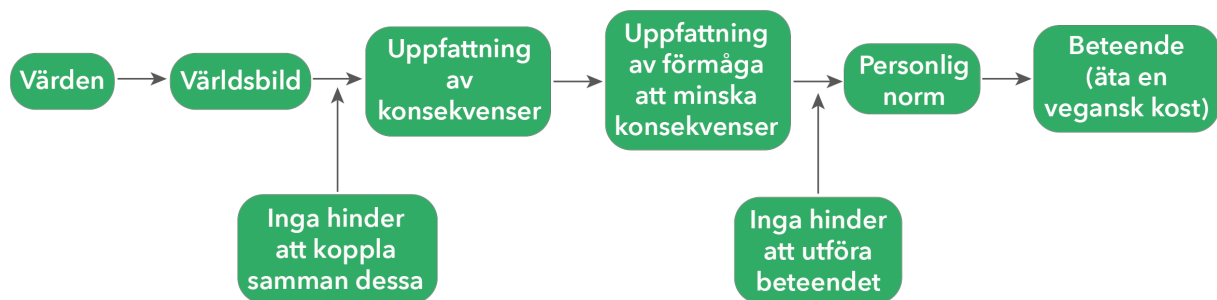 Värden
Världsbild
Uppfattning
av
konsekvenser
Uppfattning
av förmåga
att minska
konsekvenser
Personlig
norm
Beteende
(äta en
vegansk kost)
Inga hinder
att koppla
samman dessa
Inga hinder
att utföra
beteendet